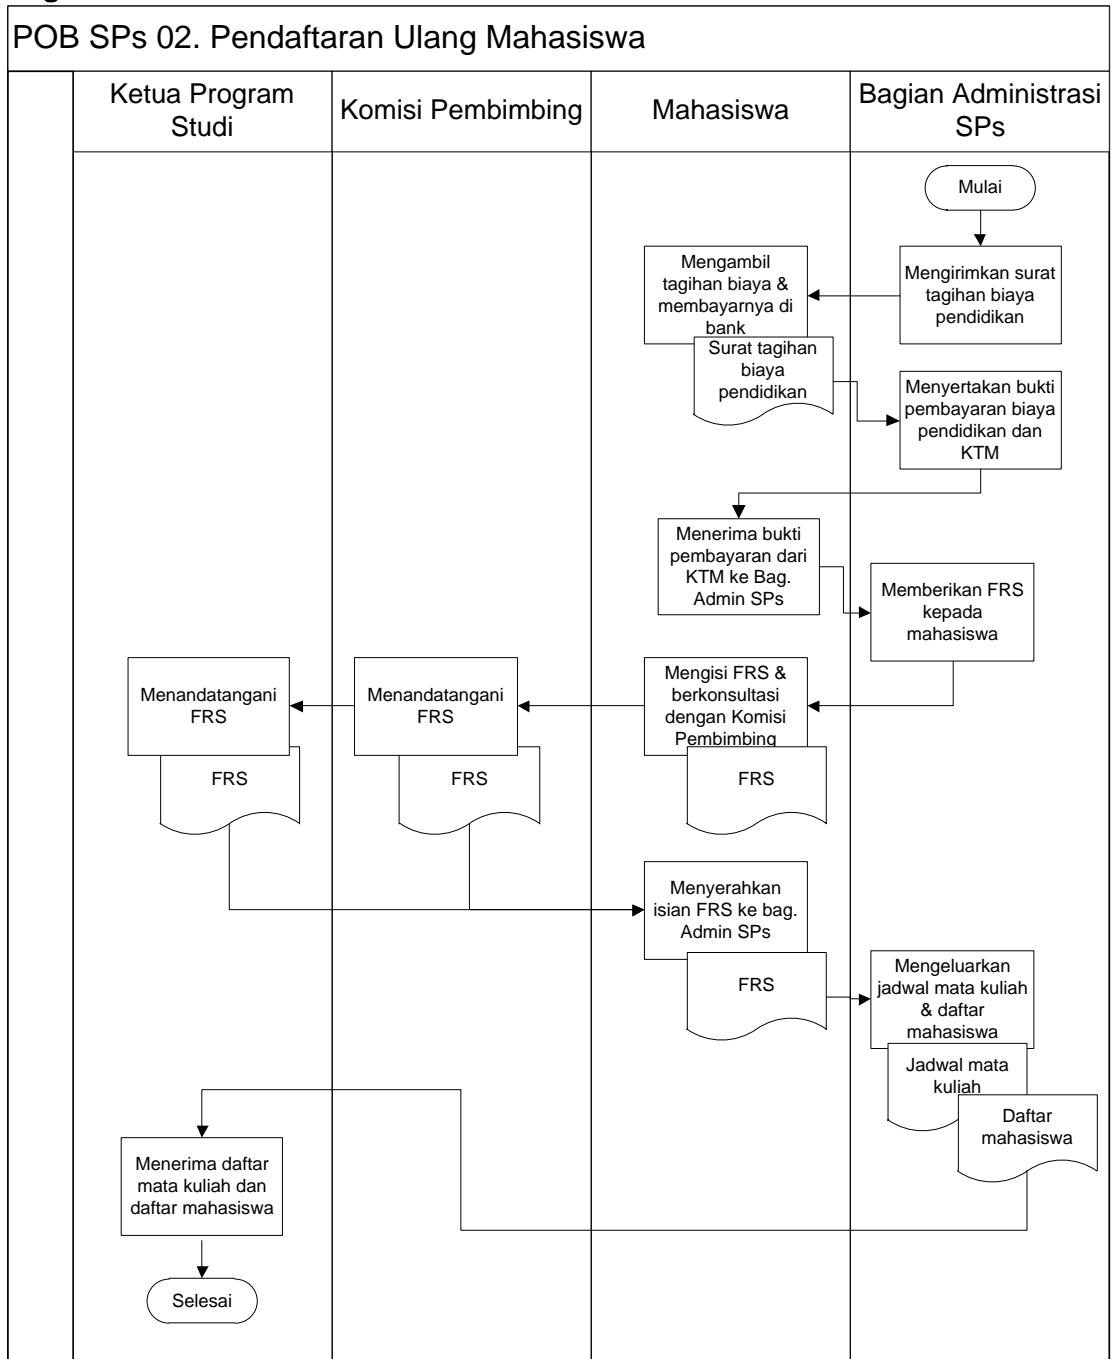 POB SPs 02. Pendaftaran Ulang Mahasiswa
Ketua Program
Studi
Komisi Pembimbing
Mahasiswa
Bagian Administrasi
SPs
Mulai
Mengirimkan surat
tagihan biaya
pendidikan
Mengambil
tagihan biaya &
membayarnya di
bank
Surat tagihan
biaya
pendidikan
Menyertakan bukti
pembayaran biaya
pendidikan dan
KTM
Menerima bukti
pembayaran dari
KTM ke Bag.
Admin SPs
Memberikan FRS
kepada
mahasiswa
Mengisi FRS &
berkonsultasi
dengan Komisi
Pembimbing
FRS
Menandatangani
FRS
FRS
Menandatangani
FRS
FRS
Menyerahkan
isian FRS ke bag.
Admin SPs
FRS
Mengeluarkan
jadwal mata kuliah
& daftar
mahasiswa
Jadwal mata
kuliah
Daftar
mahasiswa
Menerima daftar
mata kuliah dan
daftar mahasiswa
Selesai